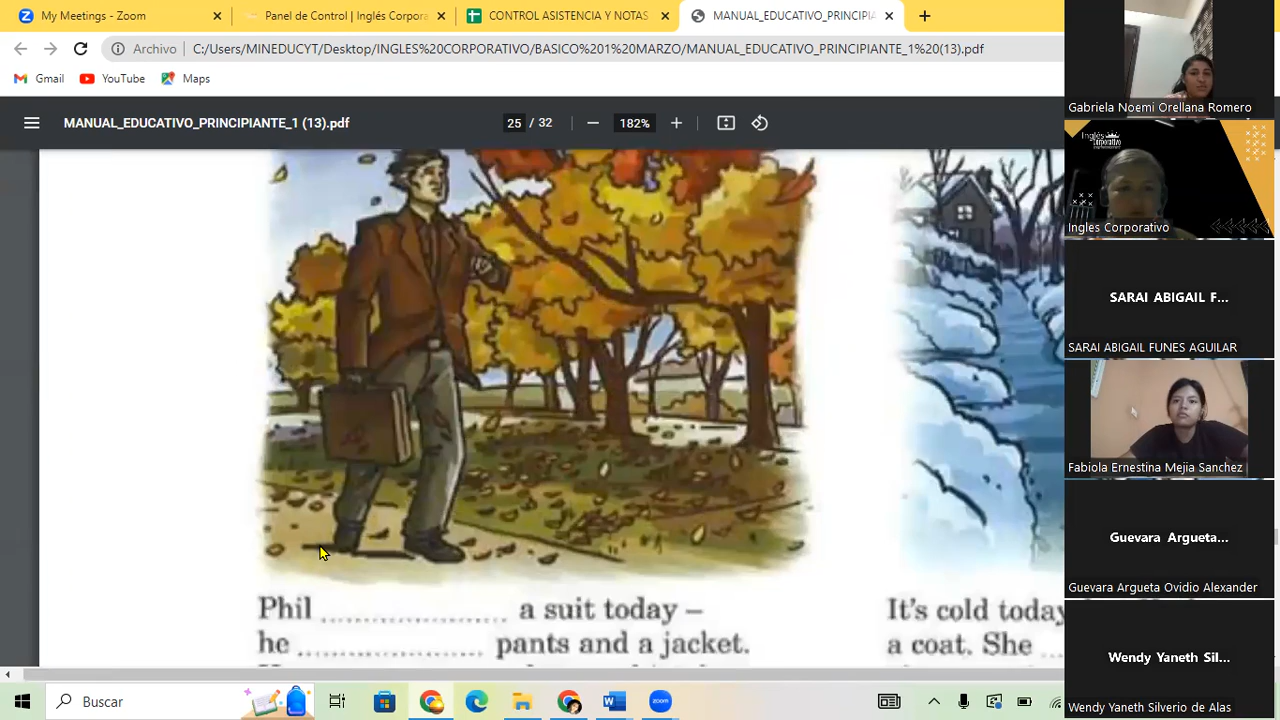 My Meetings - Zoom
Panel de Control | Inglés Corpora
CONTROL ASISTENCIA Y NOTAS
MANUAL_EDUCATIVO_PRINCIPIA
Archivo
C:/Users/MINEDUCYT/Desktop/INGLES%20CORPORATIVO/BASICO%201%20MARZO/MANUAL_EDUCATIVO_PRINCIPIANTE_1%20(13).pdf
Gmail
YouTube
Maps
MANUAL_EDUCATIVO_PRINCIPIANTE_1 (13).pdf
25 / 32
182%
Phil ........................ a suit today –
he ........................ pants and a jacket.
It's cold today
a coat. She
Gabriela Noemi Orellana Romero
Inglés
Corporativo
Ingles Corporativo
SARAI ABIGAIL F...
SARAI ABIGAIL FUNES AGUILAR
Fabiola Ernestína Mejia Sanchez
Guevara Argueta...
Guevara Argueta Ovidio Alexander
Wendy Yaneth Sil...
Wendy Yaneth Silverio de Alas
Buscar
zoom